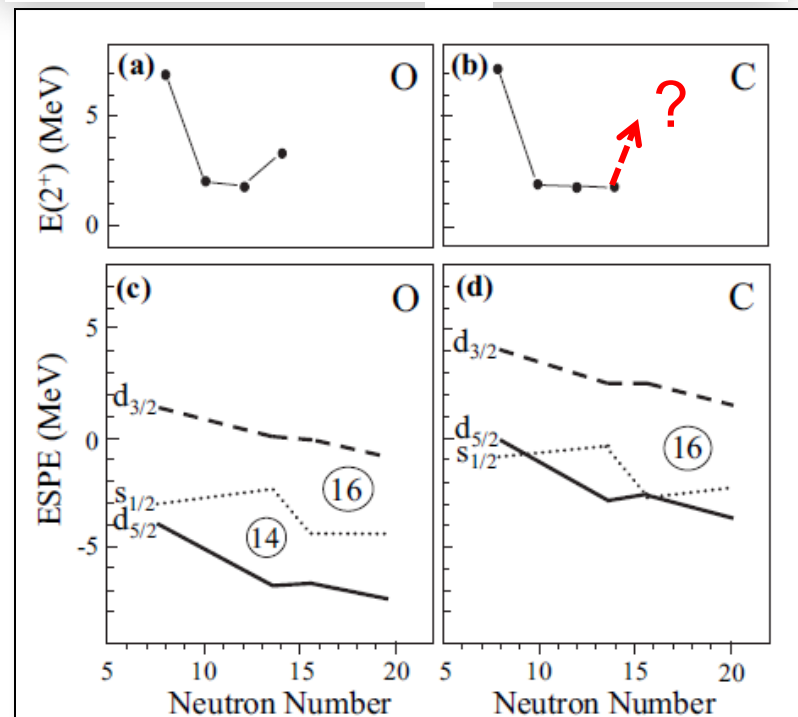 (a) O
(b) C
?
E(2⁺) (MeV)
5
0
(c) O
(d) C
ESPE (MeV)
5
0
-5
d₃/₂
s₁/₂
d₅/₂
16
14
d₃/₂
d₅/₂
s₁/₂
16
5 10 15 20
5 10 15 20
Neutron Number
Neutron Number